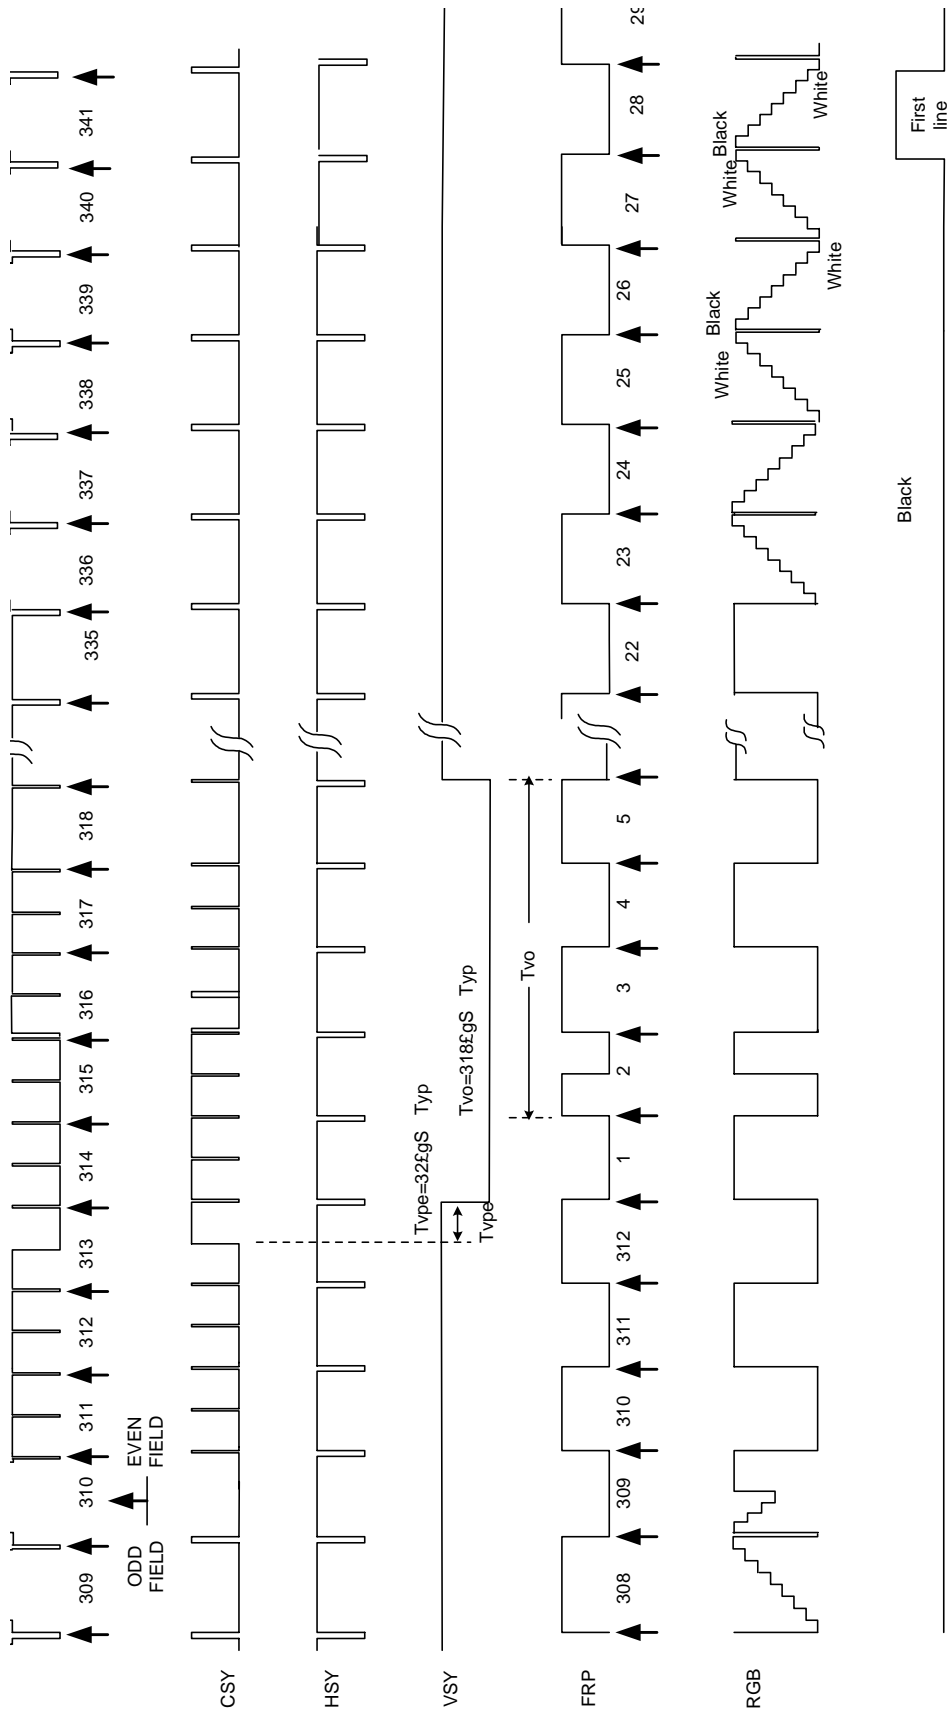 309
310
311
312
313
314
315
316
317
318
335
336
337
338
339
340
341
ODD
FIELD
EVEN
FIELD
CSY
HSY
VSY
Tvpe=32£gS Typ
Tvo=318£gS Typ
Tvpe
Tvo
FRP
308
309
310
311
312
1
2
3
4
5
22
23
24
25
26
27
28
29
RGB
White
Black
White
White
Black
White
Black
First
line